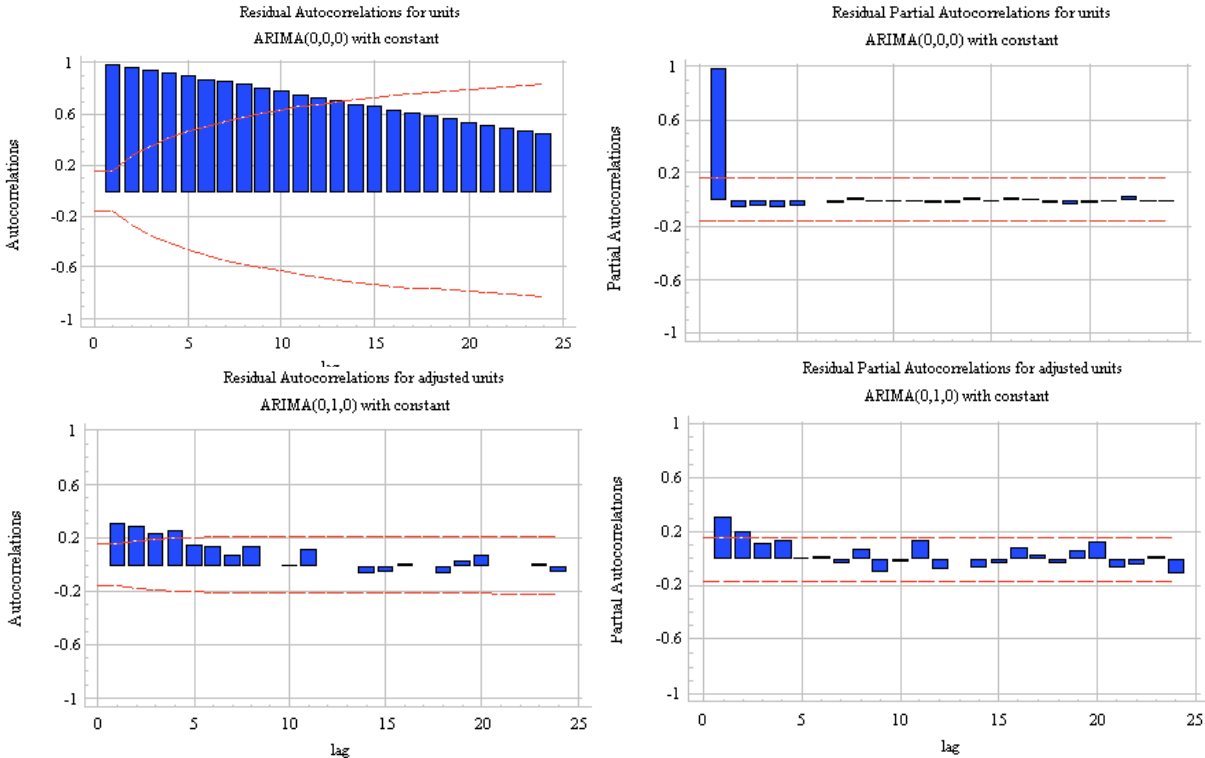 Residual Autocorrelations for units
ARIMA(0,0,0) with constant
Autocorrelations
1
0.6
0.2
-0.2
-0.6
-1
0 5 10 15 20 25
lag
Residual Partial Autocorrelations for units
ARIMA(0,0,0) with constant
Partial Autocorrelations
1
0.6
0.2
-0.2
-0.6
-1
Residual Autocorrelations for adjusted units
ARIMA(0,1,0) with constant
Autocorrelations
1
0.6
0.2
-0.2
-0.6
-1
0 5 10 15 20 25
lag
Residual Partial Autocorrelations for adjusted units
ARIMA(0,1,0) with constant
Partial Autocorrelations
1
0.6
0.2
-0.2
-0.6
-1
0 5 10 15 20 25
lag